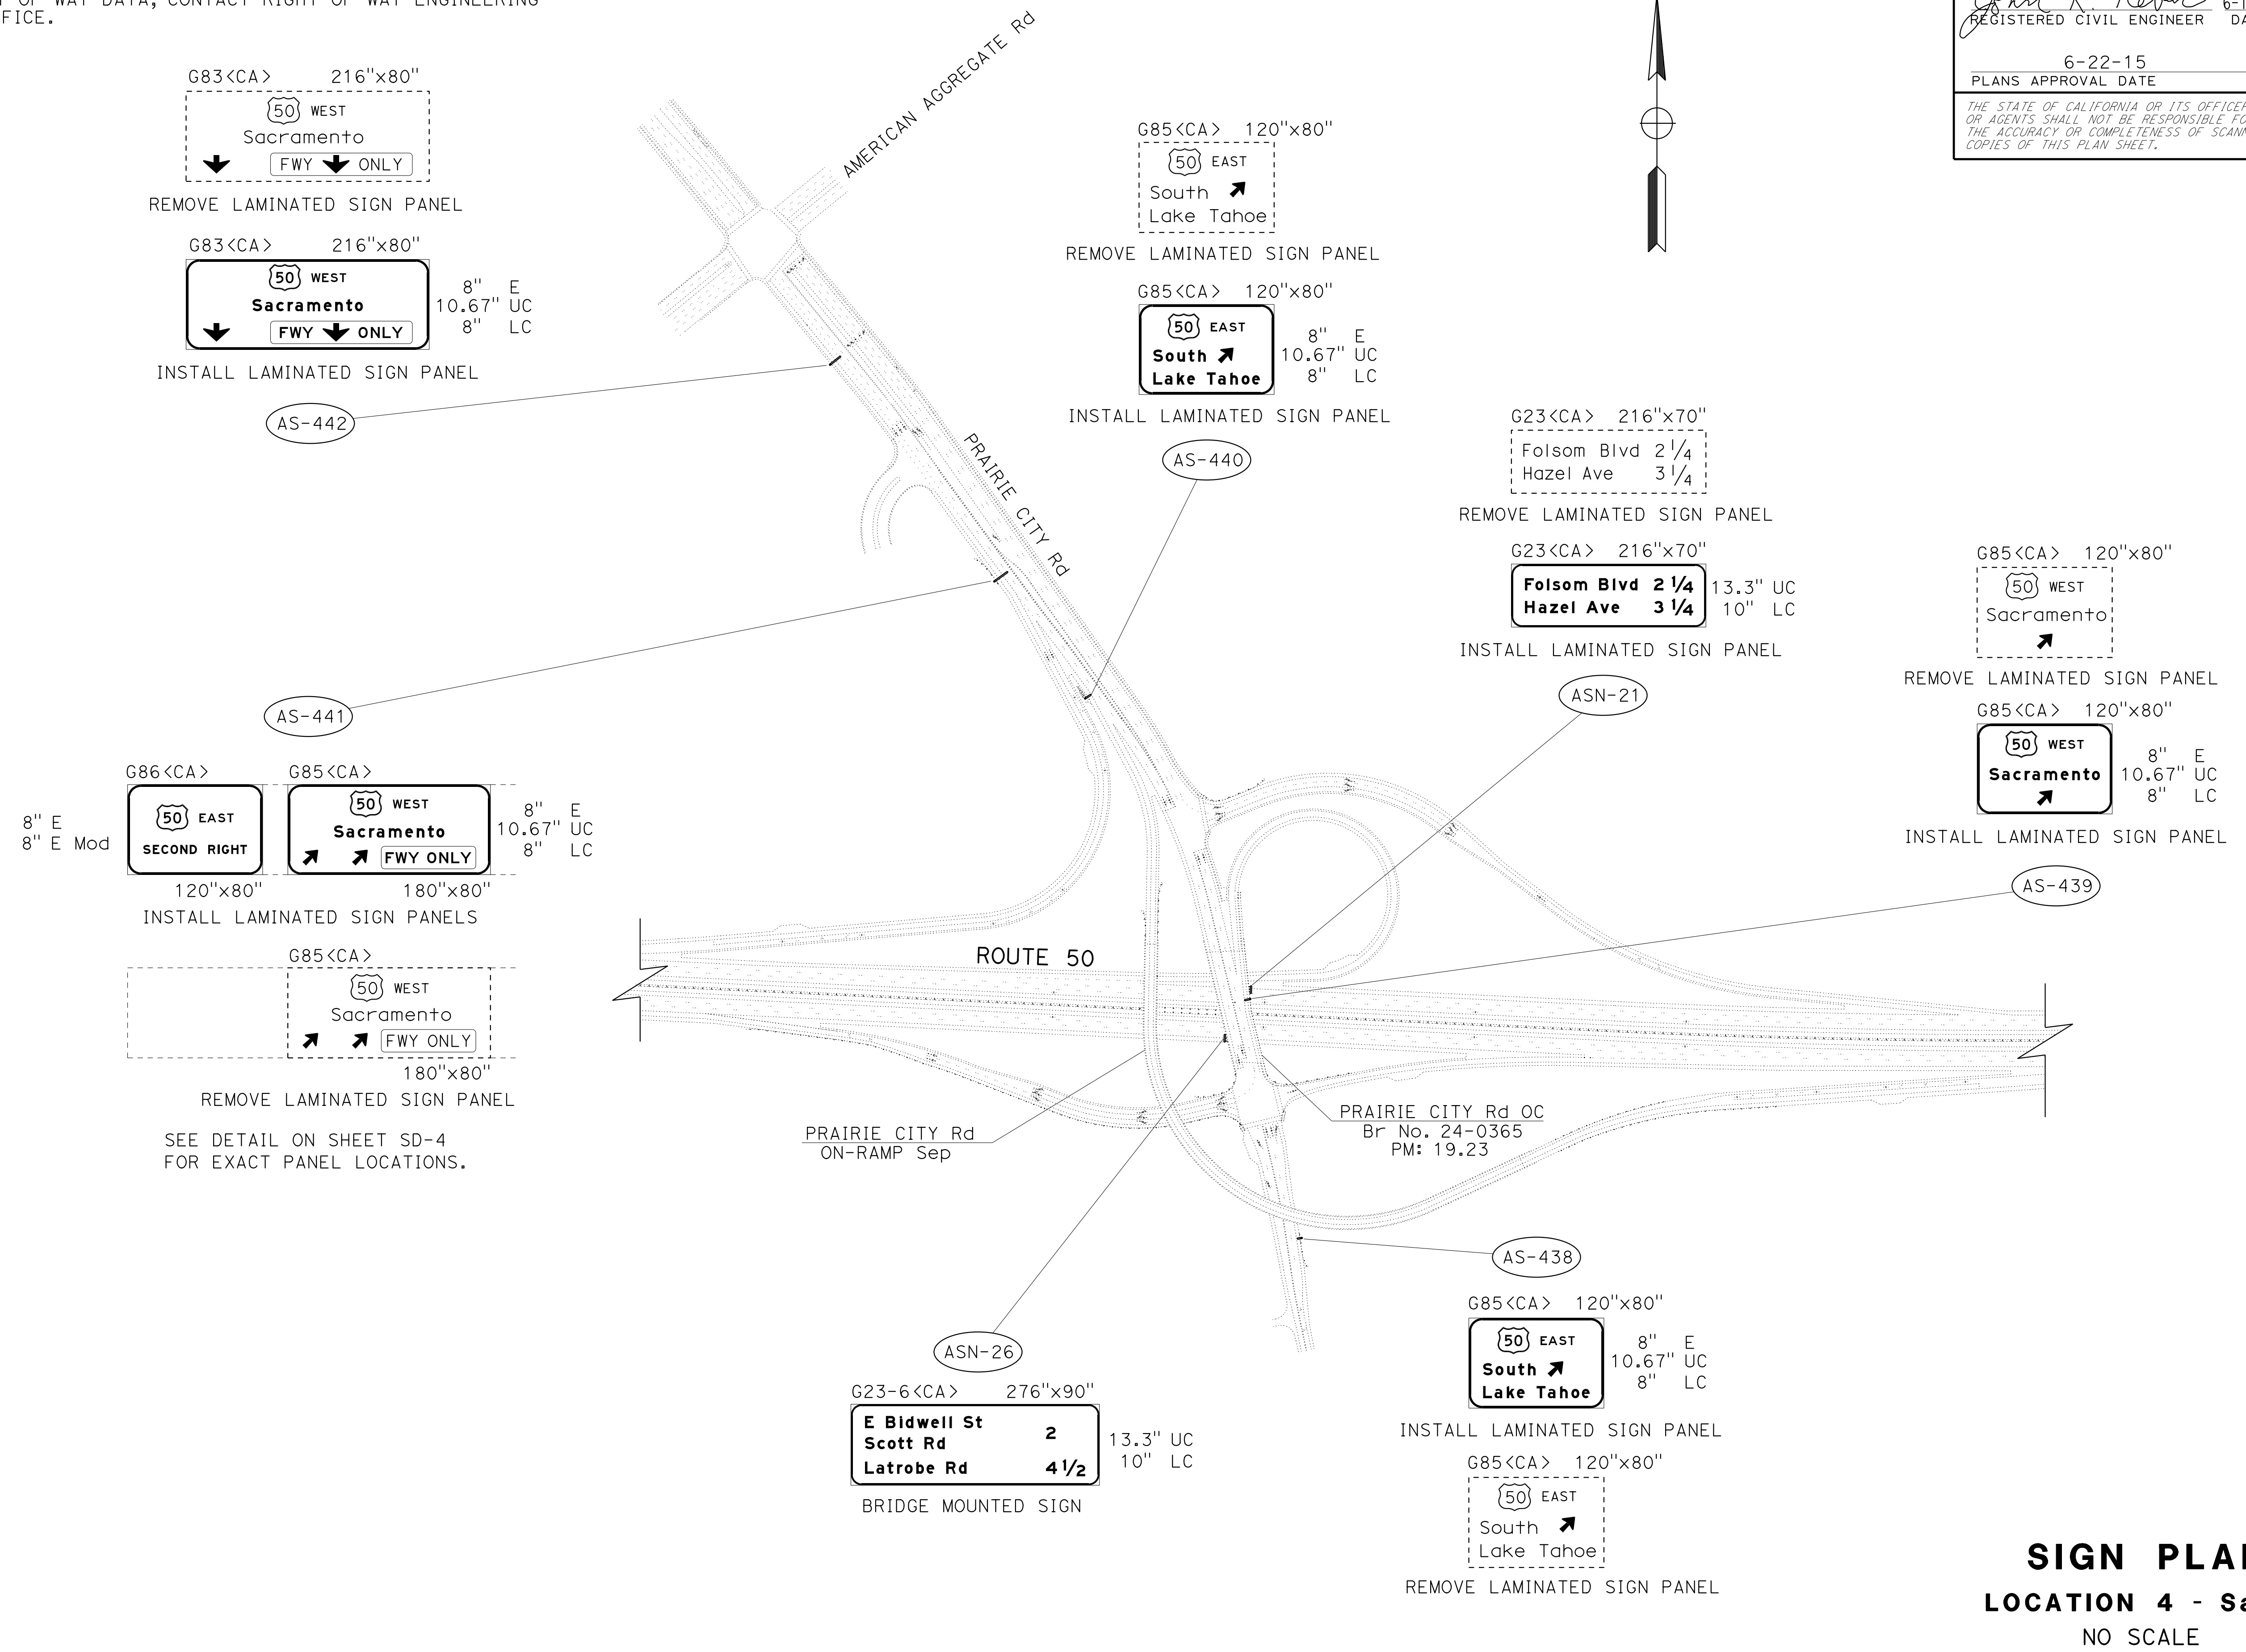 OF WAY DATA, CONTACT RIGHT OF WAY ENGINEERING
REGISTERED CIVIL ENGINEER
6-22-15
PLANS APPROVAL DATE
THE STATE OF CALIFORNIA OR ITS
OR AGENTS SHALL NOT BE RESPONSIBLE
THE ACCURACY OR COMPLETENESS OF
COPIES OF THIS PLAN SHEET.
AMERICAN AGGREGATE Rd
G83<CA> 216"x80"
50 WEST
Sacramento
FWY ONLY
REMOVE LAMINATED SIGN PANEL
G83<CA> 216"x80"
50 WEST
Sacramento
FWY ONLY
8" E
10.67" UC
8" LC
INSTALL LAMINATED SIGN PANEL
AS-442
G85<CA> 120"x80"
50 EAST
South
Lake Tahoe
REMOVE LAMINATED SIGN PANEL
G85<CA> 120"x80"
50 EAST
South
Lake Tahoe
8" E
10.67" UC
8" LC
INSTALL LAMINATED SIGN PANEL
AS-440
PRAIRIE CITY Rd
G23<CA> 216"x70"
Folsom Blvd 2 1/4
Hazel Ave 3 1/4
REMOVE LAMINATED SIGN PANEL
G23<CA> 216"x70"
Folsom Blvd 2 1/4
Hazel Ave 3 1/4
13.3" UC
10" LC
INSTALL LAMINATED SIGN PANEL
ASN-21
G85<CA> 120"x80"
50 WEST
Sacramento
REMOVE LAMINATED SIGN PANEL
G85<CA> 120"x80"
50 WEST
Sacramento
8" E
10.67" UC
8" LC
INSTALL LAMINATED SIGN PANEL
AS-439
AS-441
G86<CA> G85<CA>
8" E
8" E Mod
50 EAST
SECOND RIGHT
50 WEST
Sacramento
FWY ONLY
8" E
10.67" UC
8" LC
120"x80" 180"x80"
INSTALL LAMINATED SIGN PANELS
G85<CA>
50 WEST
Sacramento
FWY ONLY
180"x80"
REMOVE LAMINATED SIGN PANEL
SEE DETAIL ON SHEET SD-4
FOR EXACT PANEL LOCATIONS.
ROUTE 50
PRAIRIE CITY Rd
ON-RAMP Sep
PRAIRIE CITY Rd OC
Br No. 24-0365
PM: 19.23
ASN-26
G23-6<CA> 276"x90"
E Bidwell St
Scott Rd
2
Latrobe Rd 4 1/2
13.3" UC
10" LC
BRIDGE MOUNTED SIGN
AS-438
G85<CA> 120"x80"
50 EAST
South
Lake Tahoe
8" E
10.67" UC
8" LC
INSTALL LAMINATED SIGN PANEL
G85<CA> 120"x80"
50 EAST
South
Lake Tahoe
REMOVE LAMINATED SIGN PANEL
SIGN
LOCATION 4 -
NO SCALE